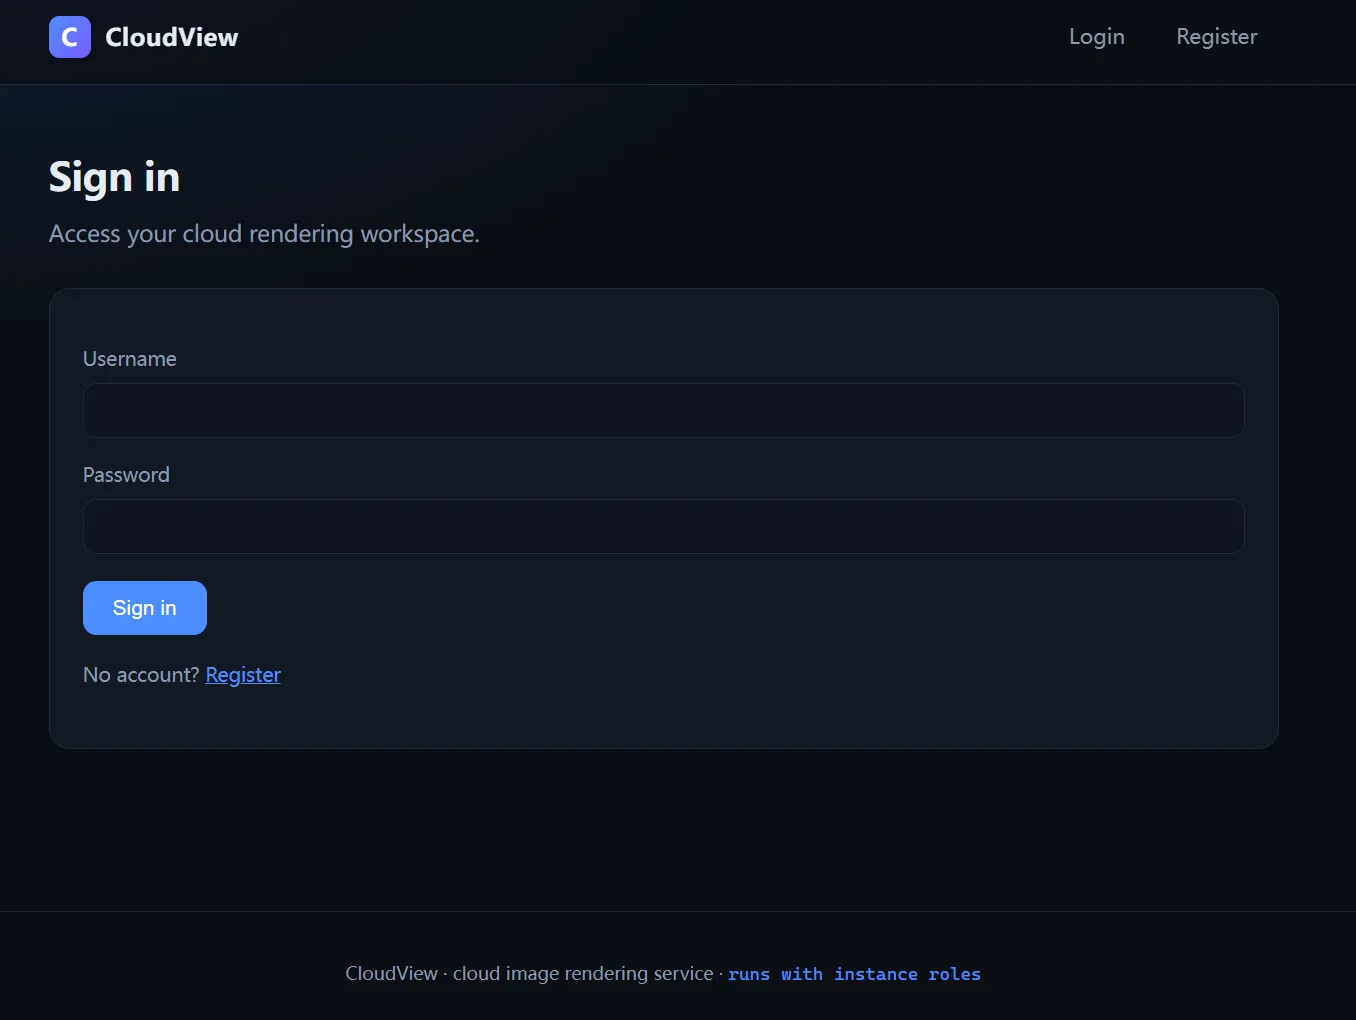 C CloudView
Login
Register
Sign in
Access your cloud rendering workspace.
Username
Password
Sign in
No account? Register
CloudView · cloud image rendering service · runs with instance roles